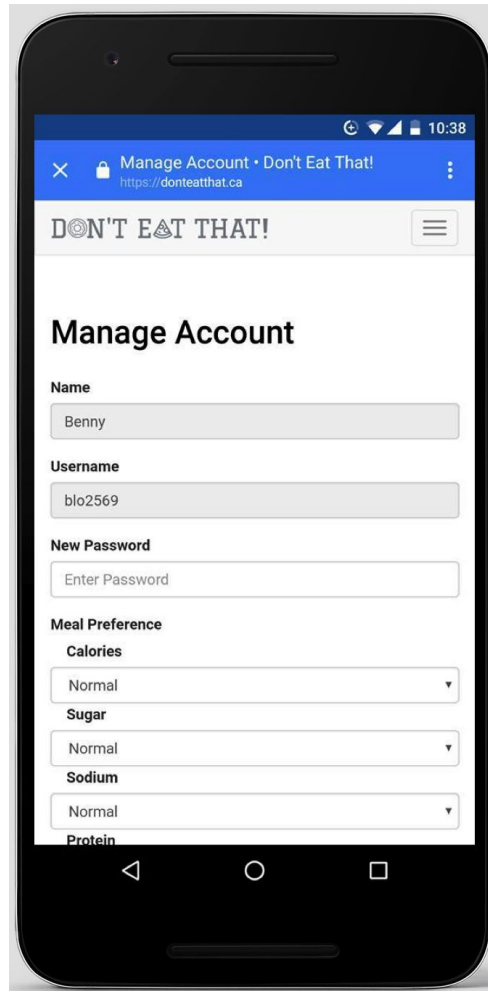 10:38
Manage Account • Don't Eat That!
https://donteatthat.ca
DON'T EAT THAT!
Manage Account
Name
Benny
Username
blo2569
New Password
Enter Password
Meal Preference
Calories
Normal
Sugar
Normal
Sodium
Normal
Protein